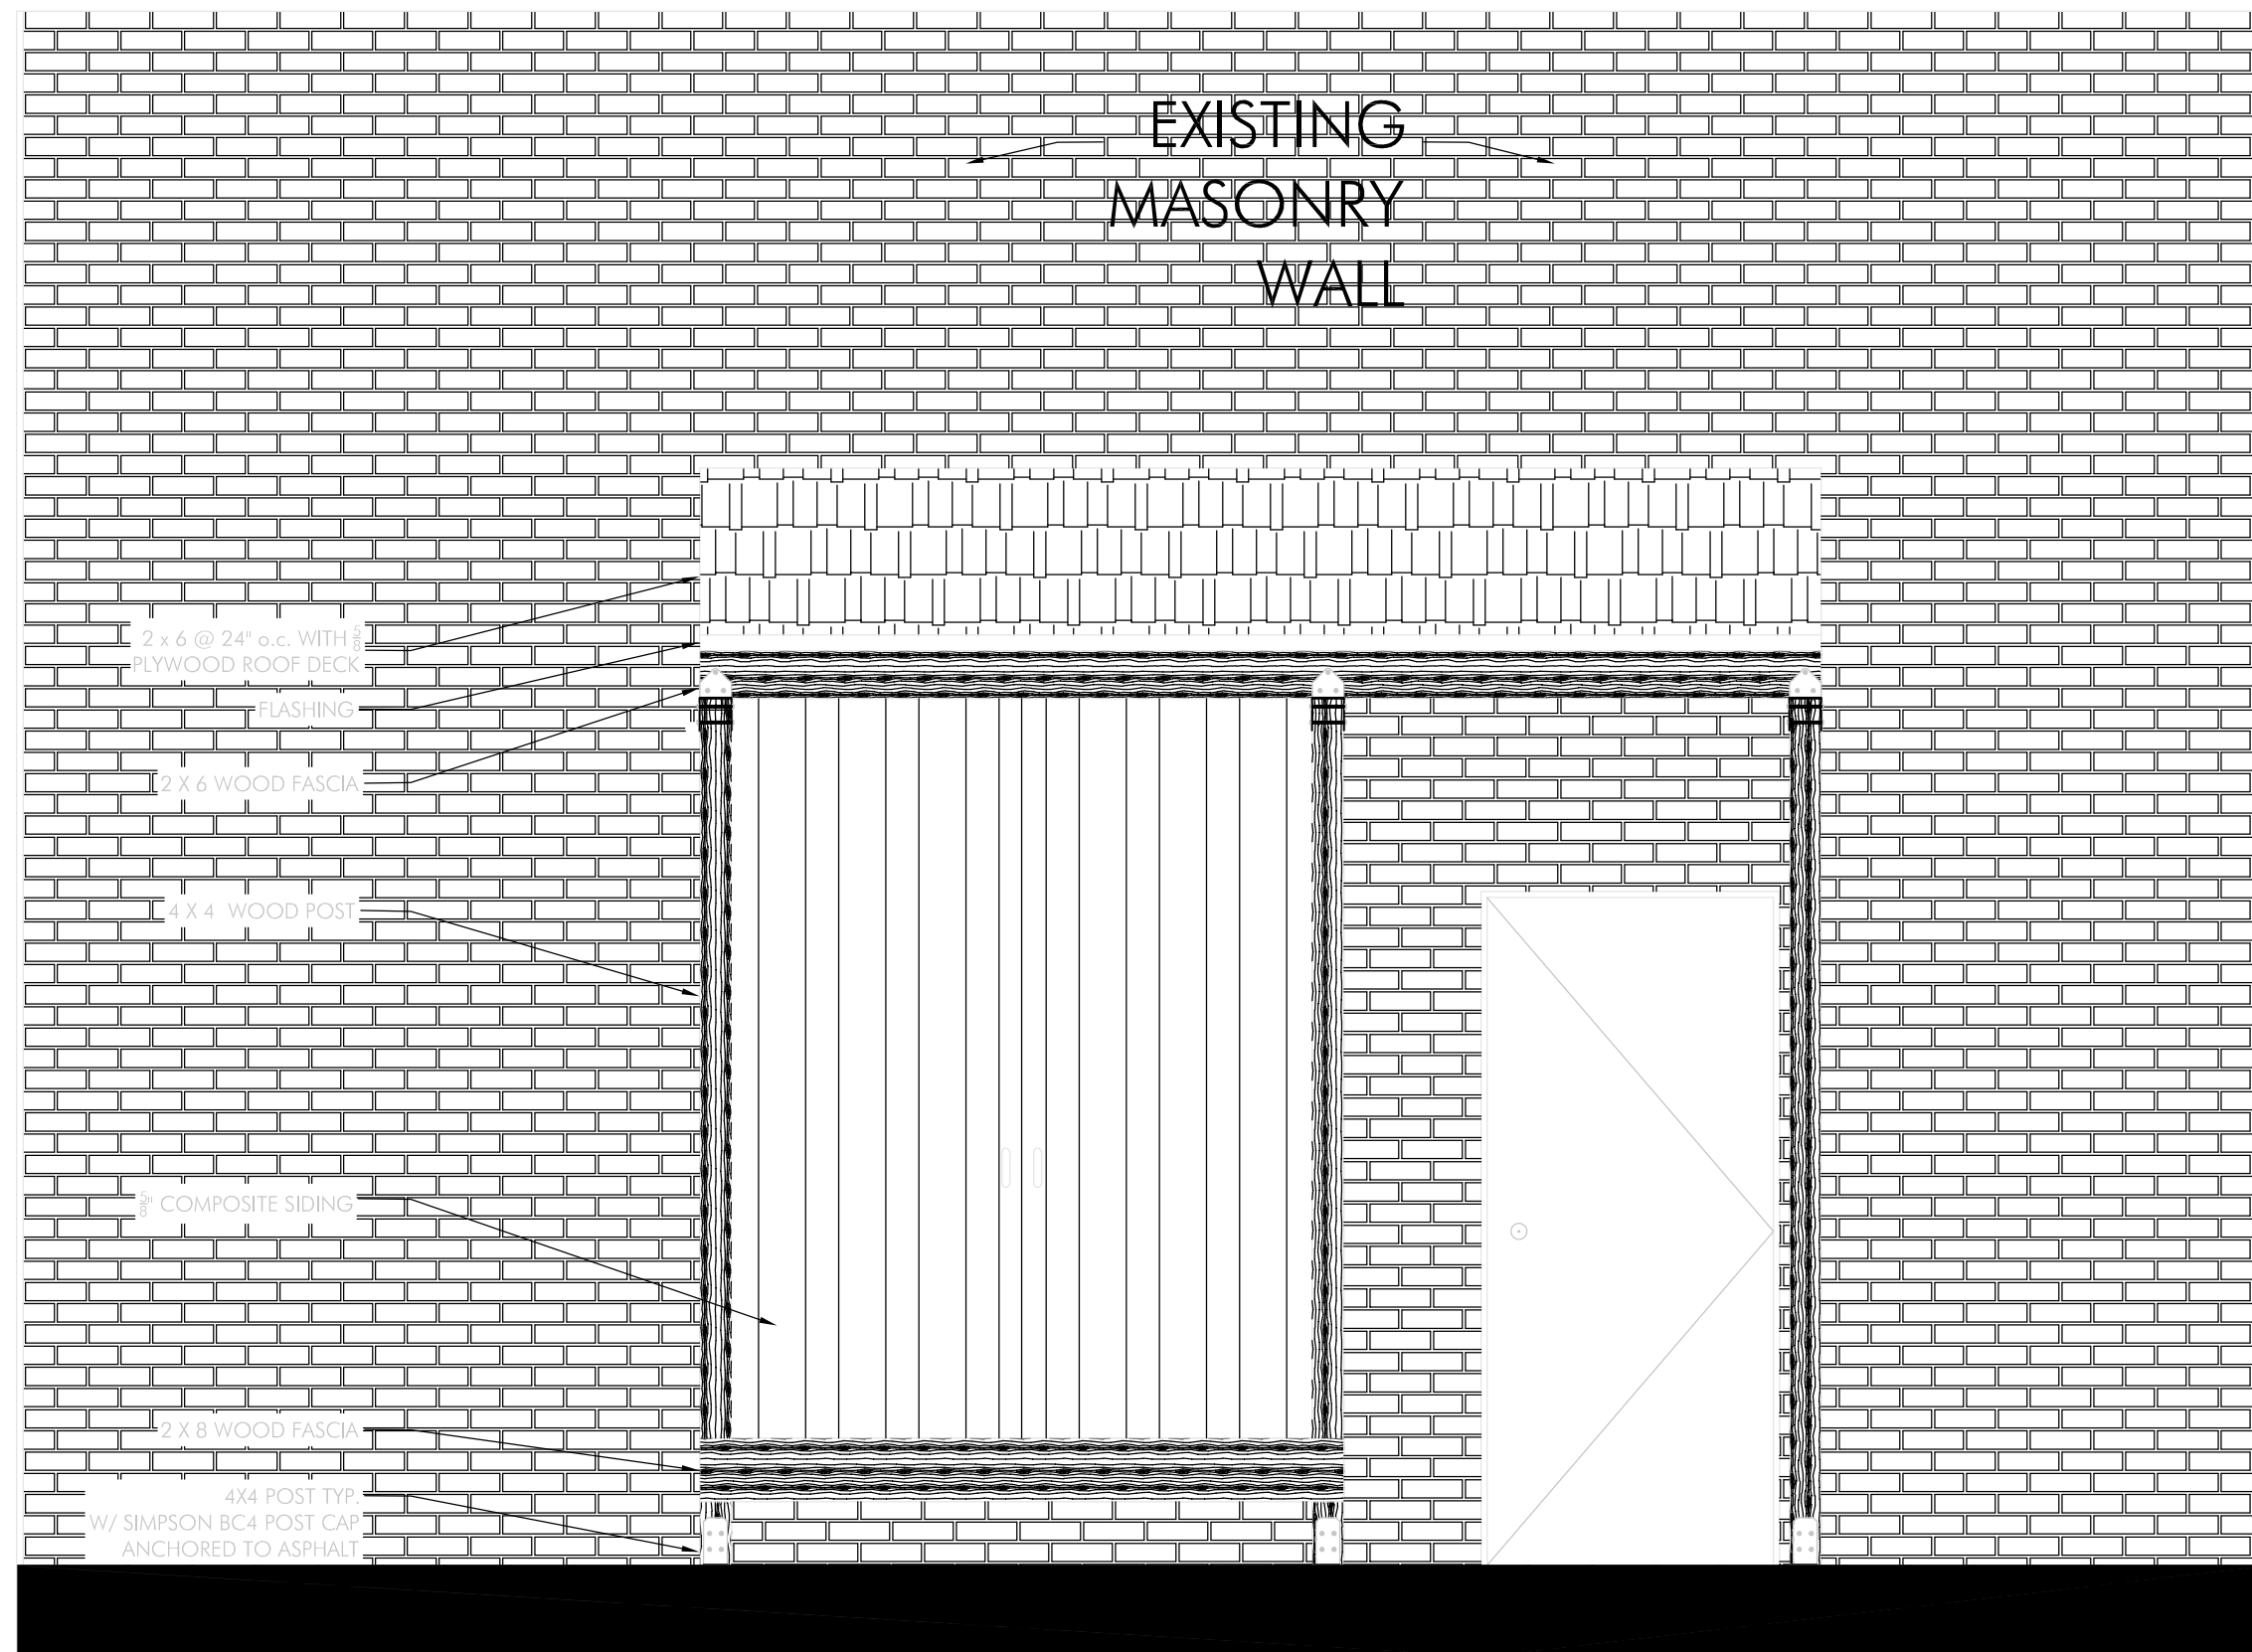 EXISTING
MASONRY
WALL
2 x 6 @ 24" o.c. WITH 5/8
PLYWOOD ROOF DECK
FLASHING
2 X 6 WOOD FASCIA
4 X 4 WOOD POST
5/8" COMPOSITE SIDING
2 X 8 WOOD FASCIA
4X4 POST TYP.
W/ SIMPSON BC4 POST CAP
ANCHORED TO ASPHALT